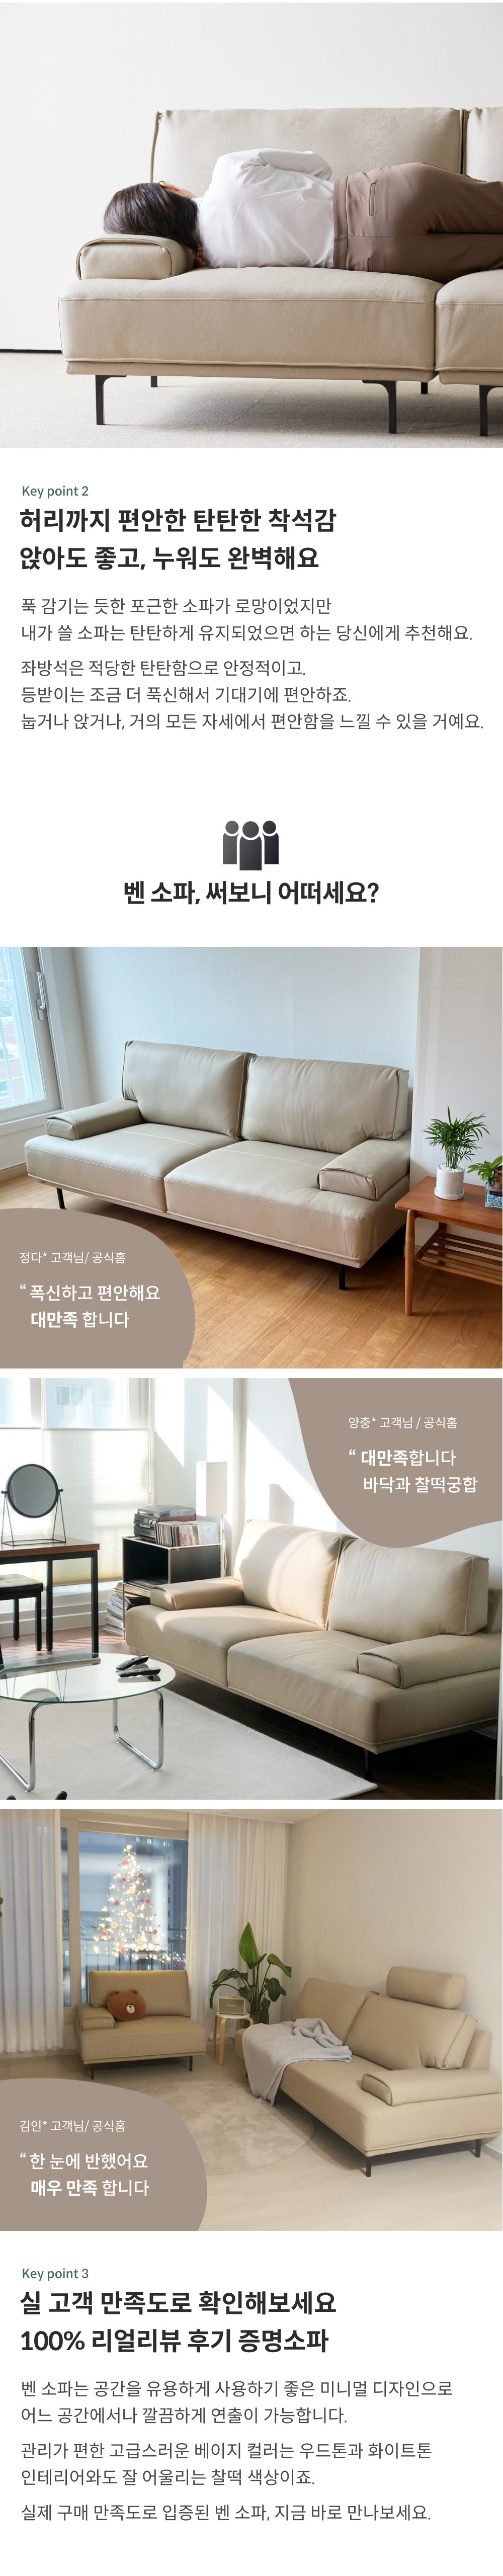 Key point 2
허리까지 편안한 탄탄한 착석감
앉아도 좋고, 누워도 완벽해요
푹 감기는 듯한 포근한 소파가 로망이었지만
내가 쓸 소파는 탄탄하게 유지되었으면 하는 당신에게 추천해요.
좌방석은 적당한 탄탄함으로 안정적이고.
등받이는 조금 더 푹신해서 기대기에 편안하죠.
눕거나 앉거나, 거의 모든 자세에서 편안함을 느낄 수 있을 거예요.
벤 소파, 써보니 어떠세요?
정다* 고객님/ 공식홈
“ 폭신하고 편안해요
대만족 합니다
양충* 고객님 / 공식홈
“ 대만족합니다
바닥과 찰떡궁합
김인* 고객님/ 공식홈
“ 한 눈에 반했어요
매우 만족 합니다
Key point 3
실 고객 만족도로 확인해보세요
100% 리얼리뷰 후기 증명소파
벤 소파는 공간을 유용하게 사용하기 좋은 미니멀 디자인으로
어느 공간에서나 깔끔하게 연출이 가능합니다.
관리가 편한 고급스러운 베이지 컬러는 우드톤과 화이트톤
인테리어와도 잘 어울리는 찰떡 색상이죠.
실제 구매 만족도로 입증된 벤 소파, 지금 바로 만나보세요.